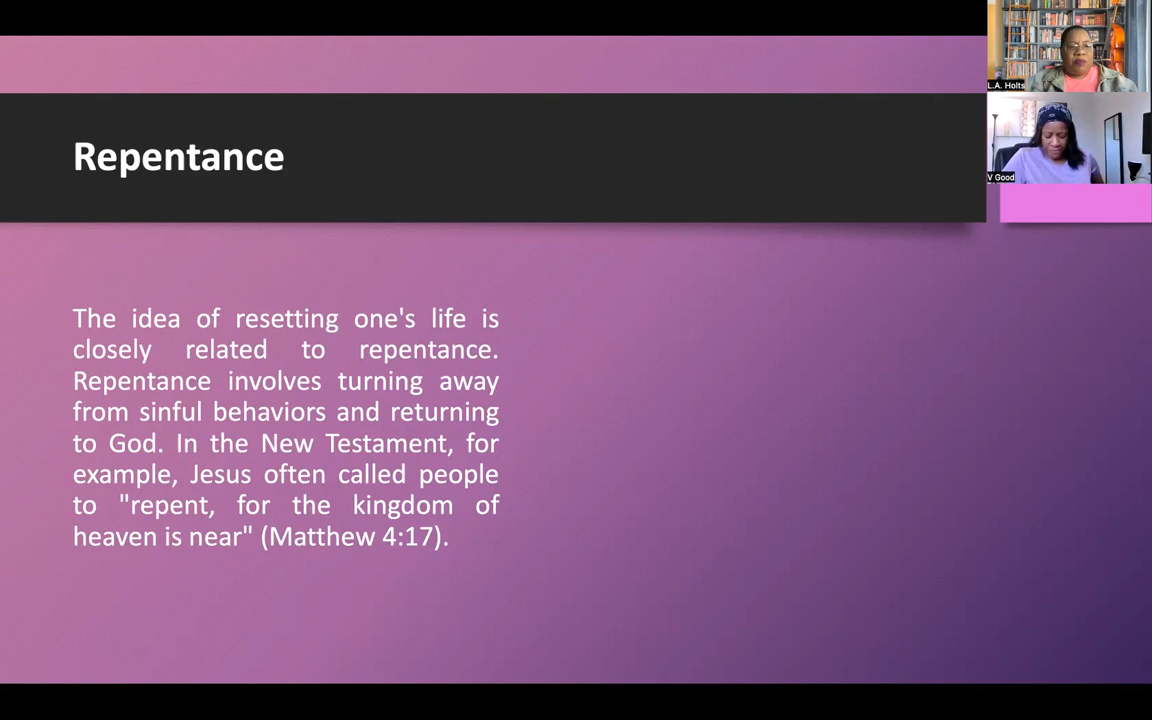 Repentance
The idea of resetting one's life is
closely related to repentance.
Repentance involves turning away
from sinful behaviors and returning
to God. In the New Testament, for
example, Jesus often called people
to "repent, for the kingdom of
heaven is near" (Matthew 4:17).
L.A. Holts
V Good